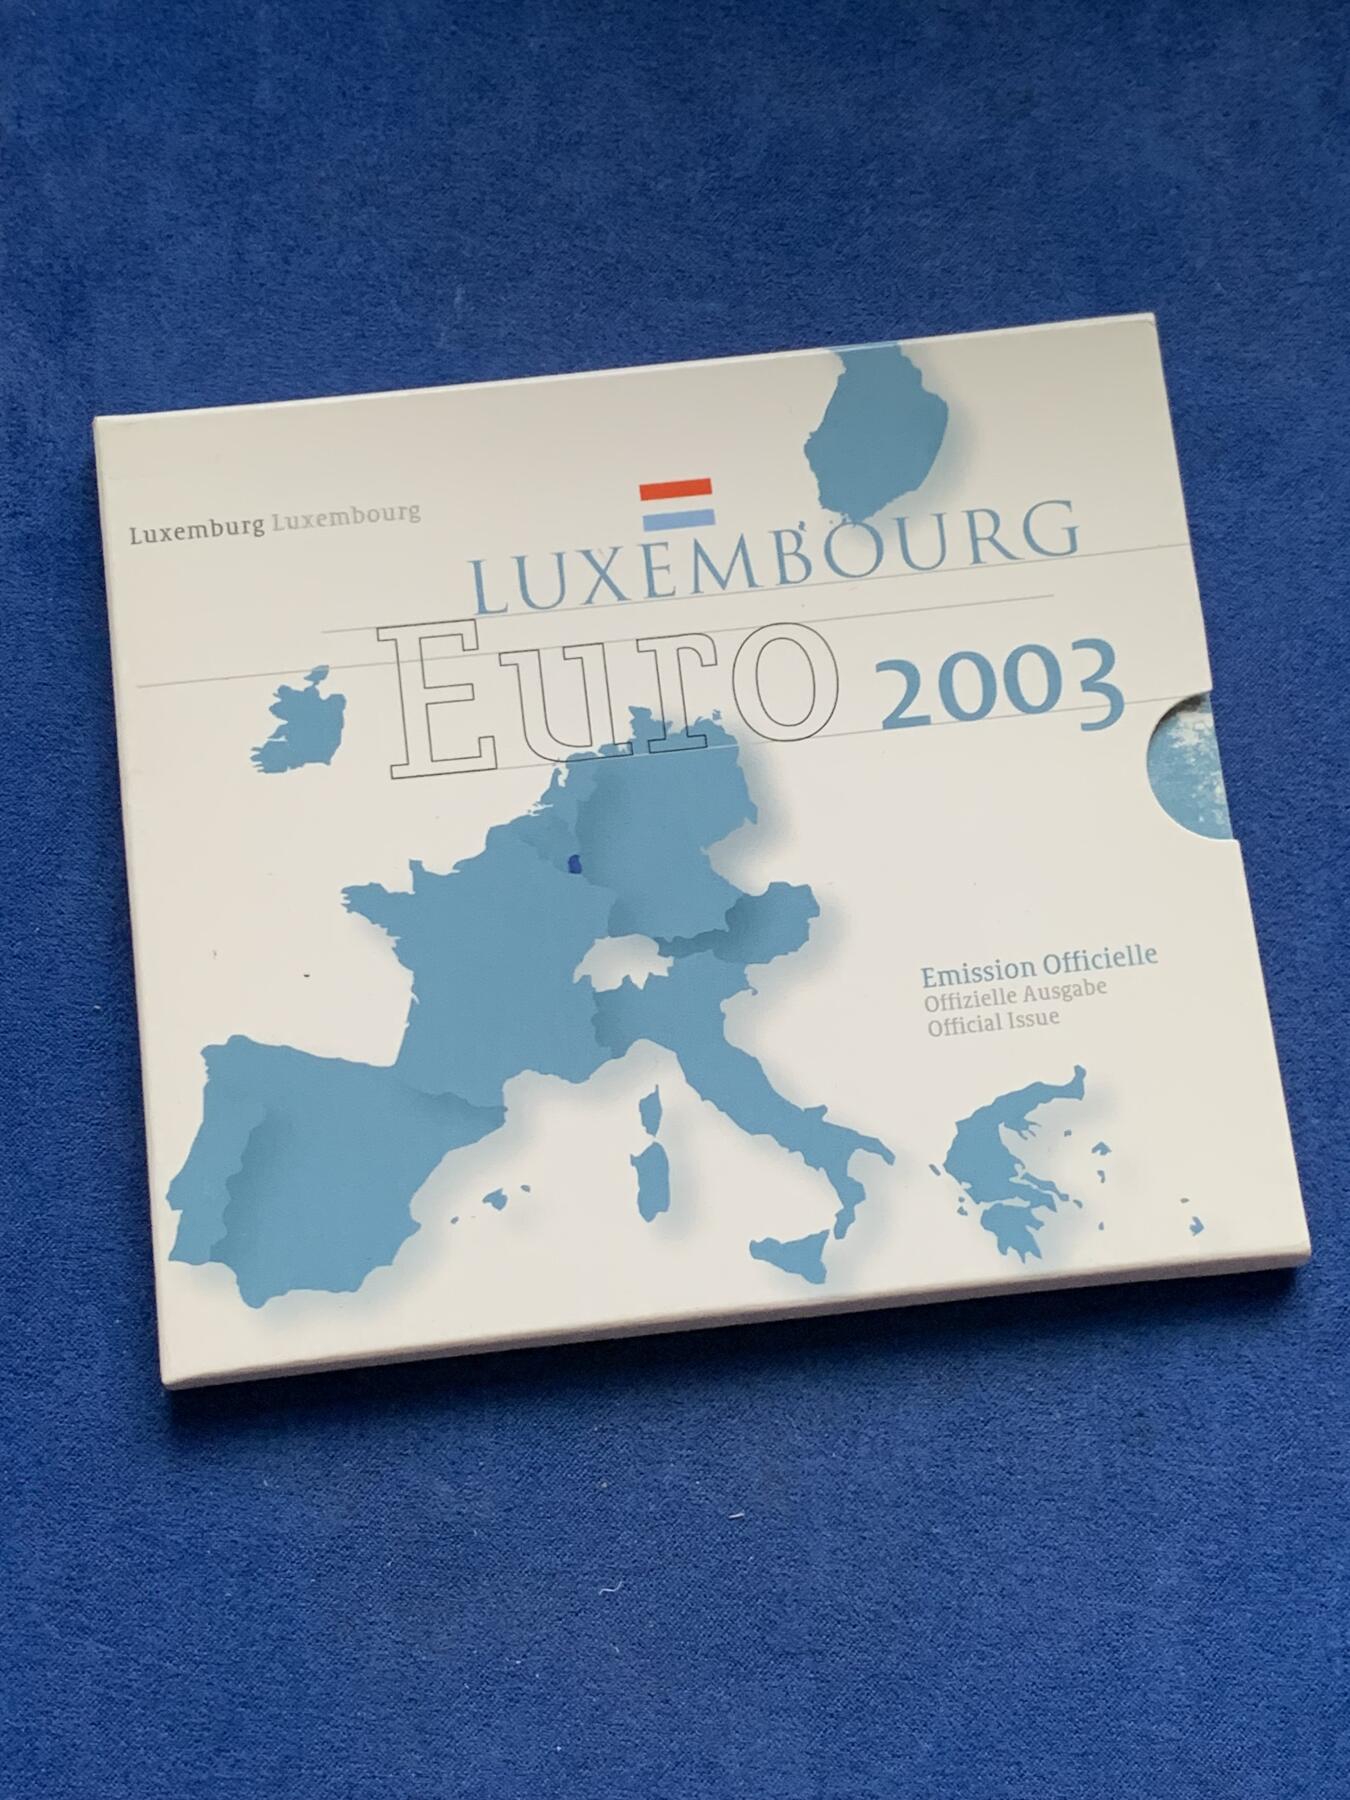 Luxemburg Luxembourg
LUXEMBOURG
Euro 2003
Emission Officielle
Offizielle Ausgabe
Official Issue